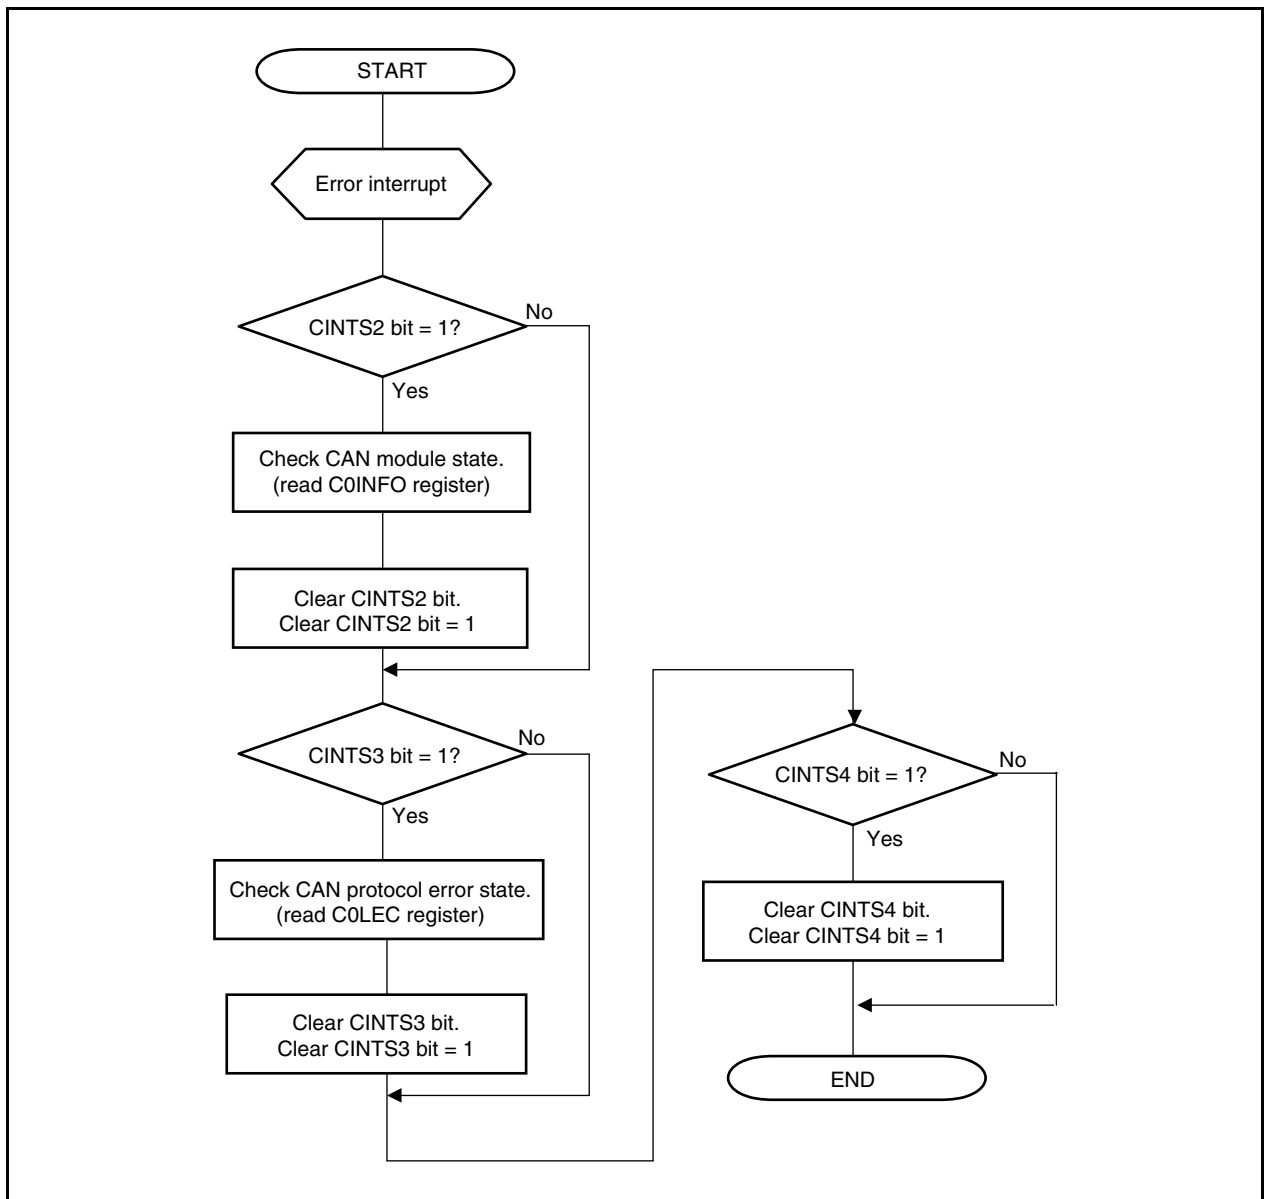 START
Error interrupt
CINTS2 bit = 1?
No
Yes
Check CAN module state.
(read C0INFO register)
Clear CINTS2 bit.
Clear CINTS2 bit = 1
CINTS3 bit = 1?
No
Yes
Check CAN protocol error state.
(read C0LEC register)
Clear CINTS3 bit.
Clear CINTS3 bit = 1
CINTS4 bit = 1?
No
Yes
Clear CINTS4 bit.
Clear CINTS4 bit = 1
END